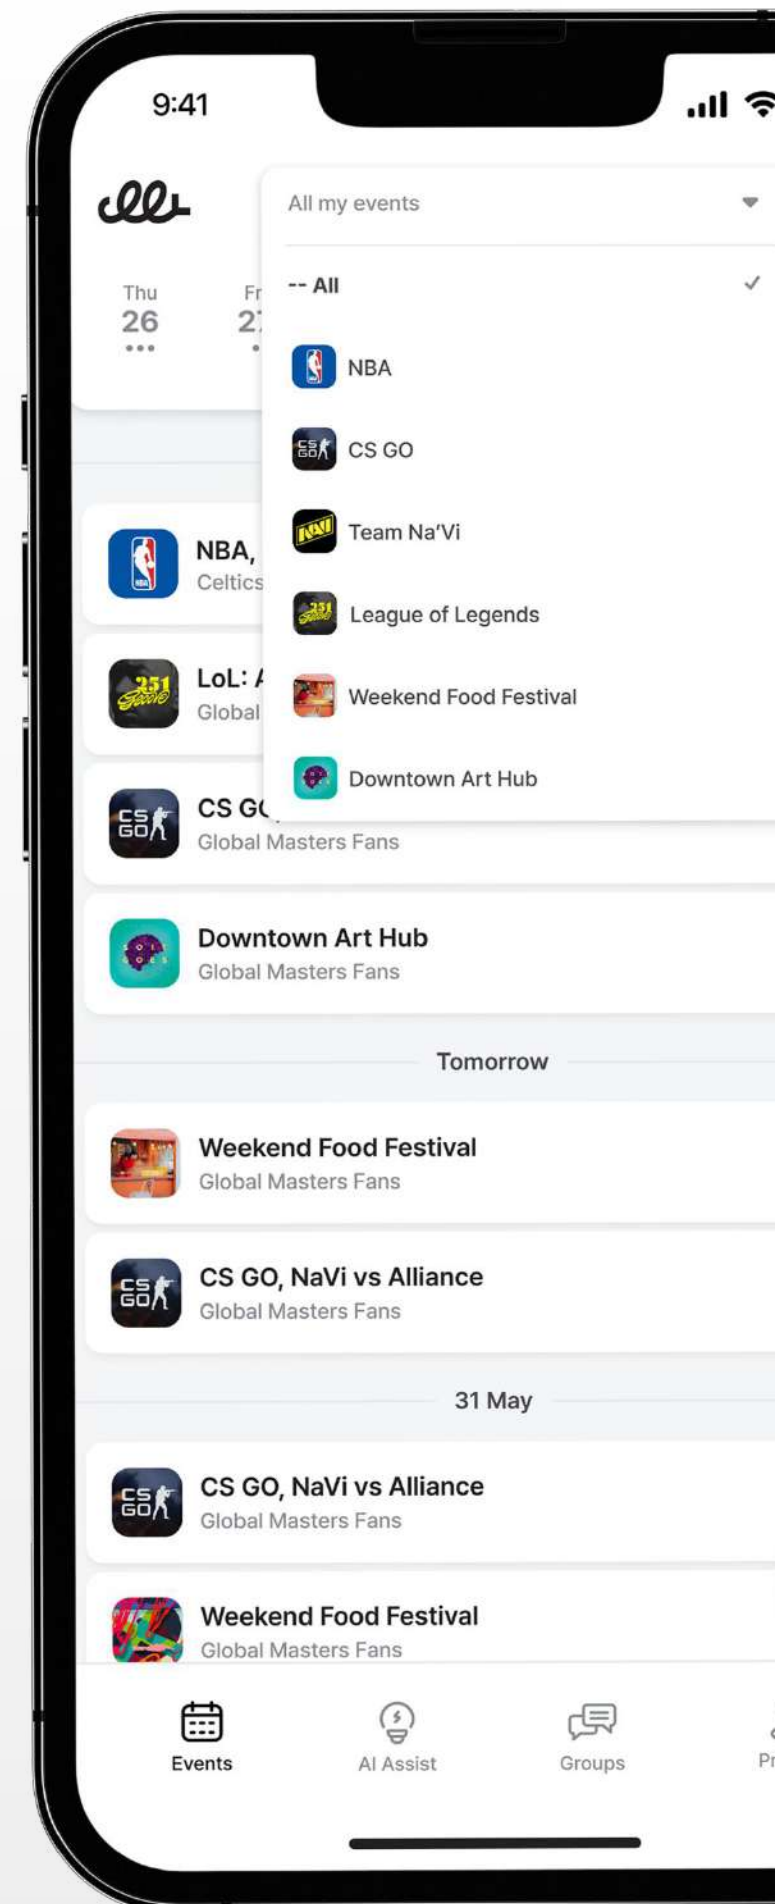 9:41
All my events
Thu
Fr
26
27
-- All
NBA
CS GO
Team Na'Vi
League of Legends
Weekend Food Festival
Downtown Art Hub
NBA,
Celtics
LoL: A
Global
CS GO,
Global Masters Fans
Downtown Art Hub
Global Masters Fans
Tomorrow
Weekend Food Festival
Global Masters Fans
CS GO, NaVi vs Alliance
Global Masters Fans
31 May
CS GO, NaVi vs Alliance
Global Masters Fans
Weekend Food Festival
Global Masters Fans
Events
AI Assist
Groups
Pr